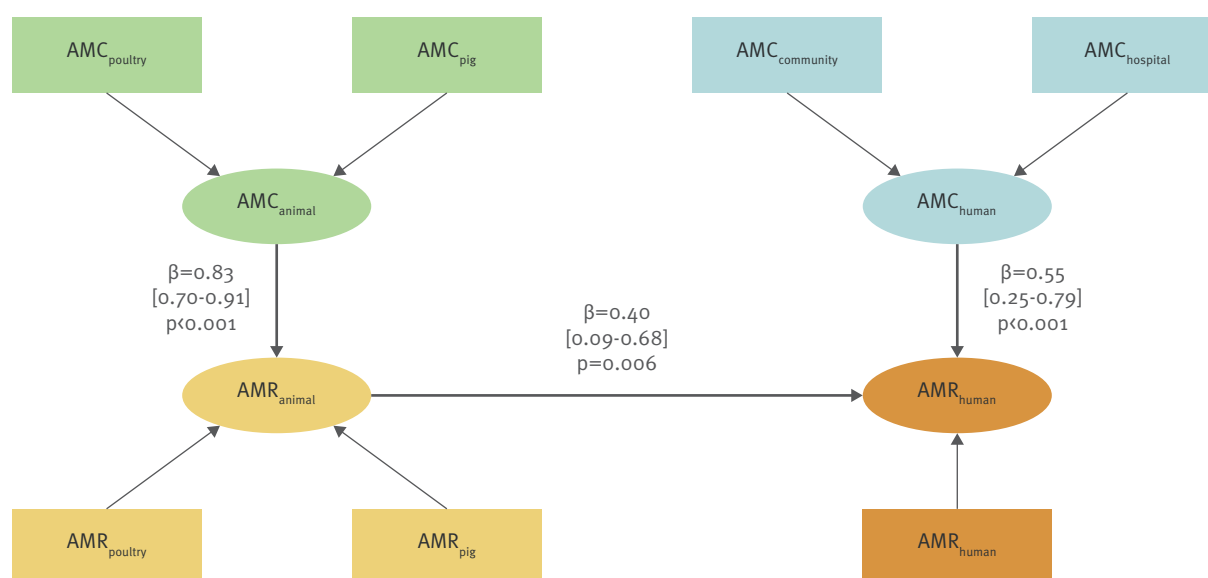 AMCpoultry
AMCpig
AMCcommunity
AMChospital
AMCanimal
AMChuman
β=0.83
[0.70-0.91]
p<0.001
β=0.55
[0.25-0.79]
p<0.001
β=0.40
[0.09-0.68]
p=0.006
AMRanimal
AMRhuman
AMRpoultry
AMRpig
AMRhuman